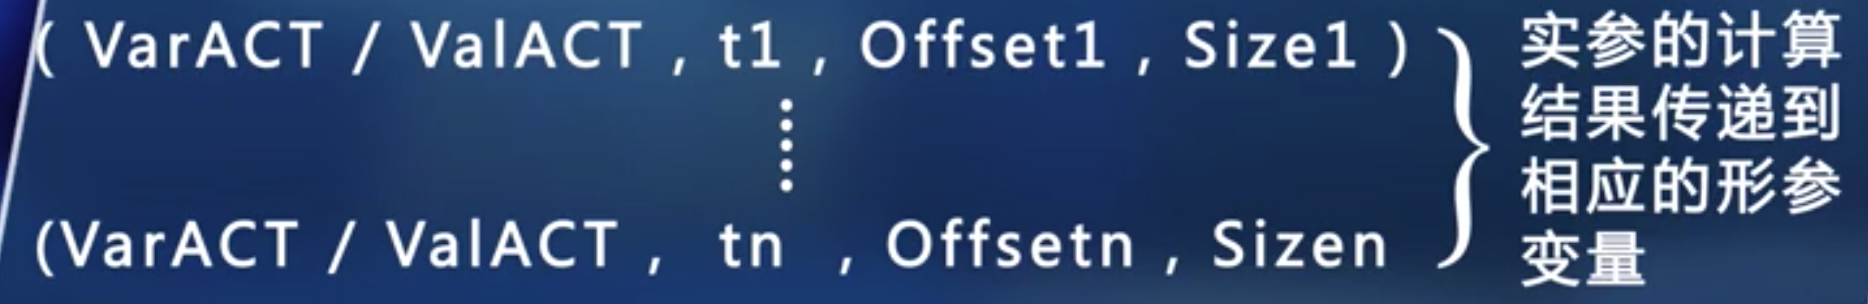 ( VarACT / ValACT , t1 , Offset1 , Size1 )
(VarACT / ValACT , tn , Offsetn , Sizen
实参的计算
结果传递到
相应的形参
变量